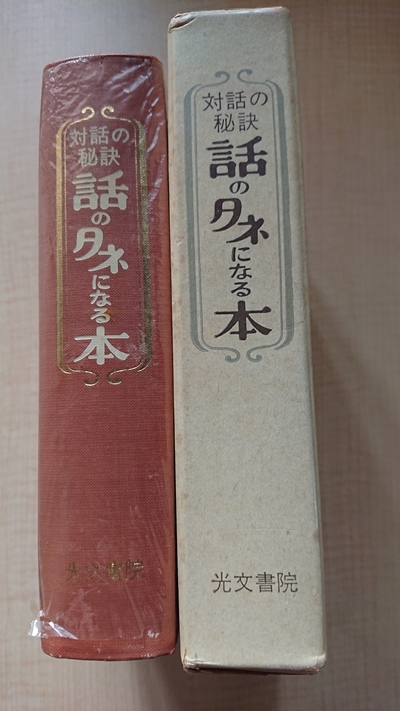 対話の
秘訣
話のタネになる本
光文書院
対話の
秘訣
話のタネになる本
光文書院